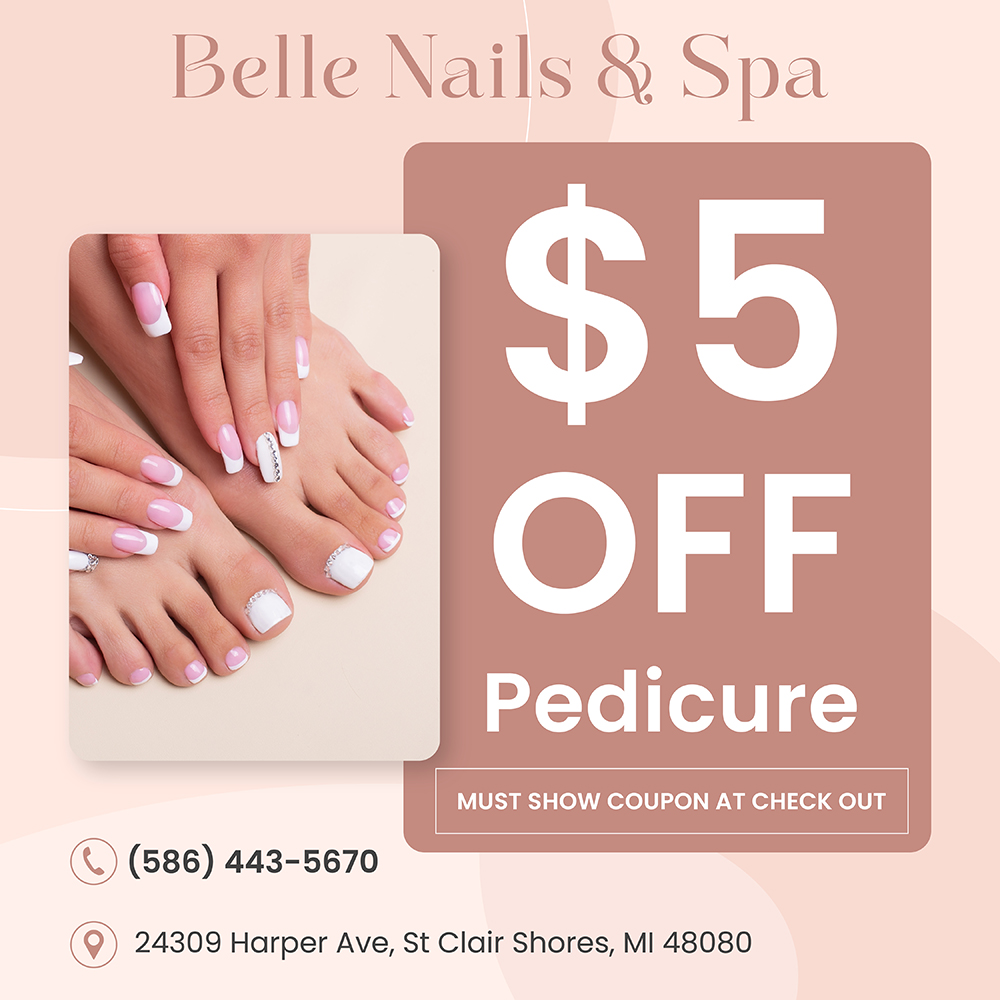 Belle Nails & Spa
$5
OFF
Pedicure
MUST SHOW COUPON AT CHECK OUT
(586) 443-5670
24309 Harper Ave, St Clair Shores, MI 48080